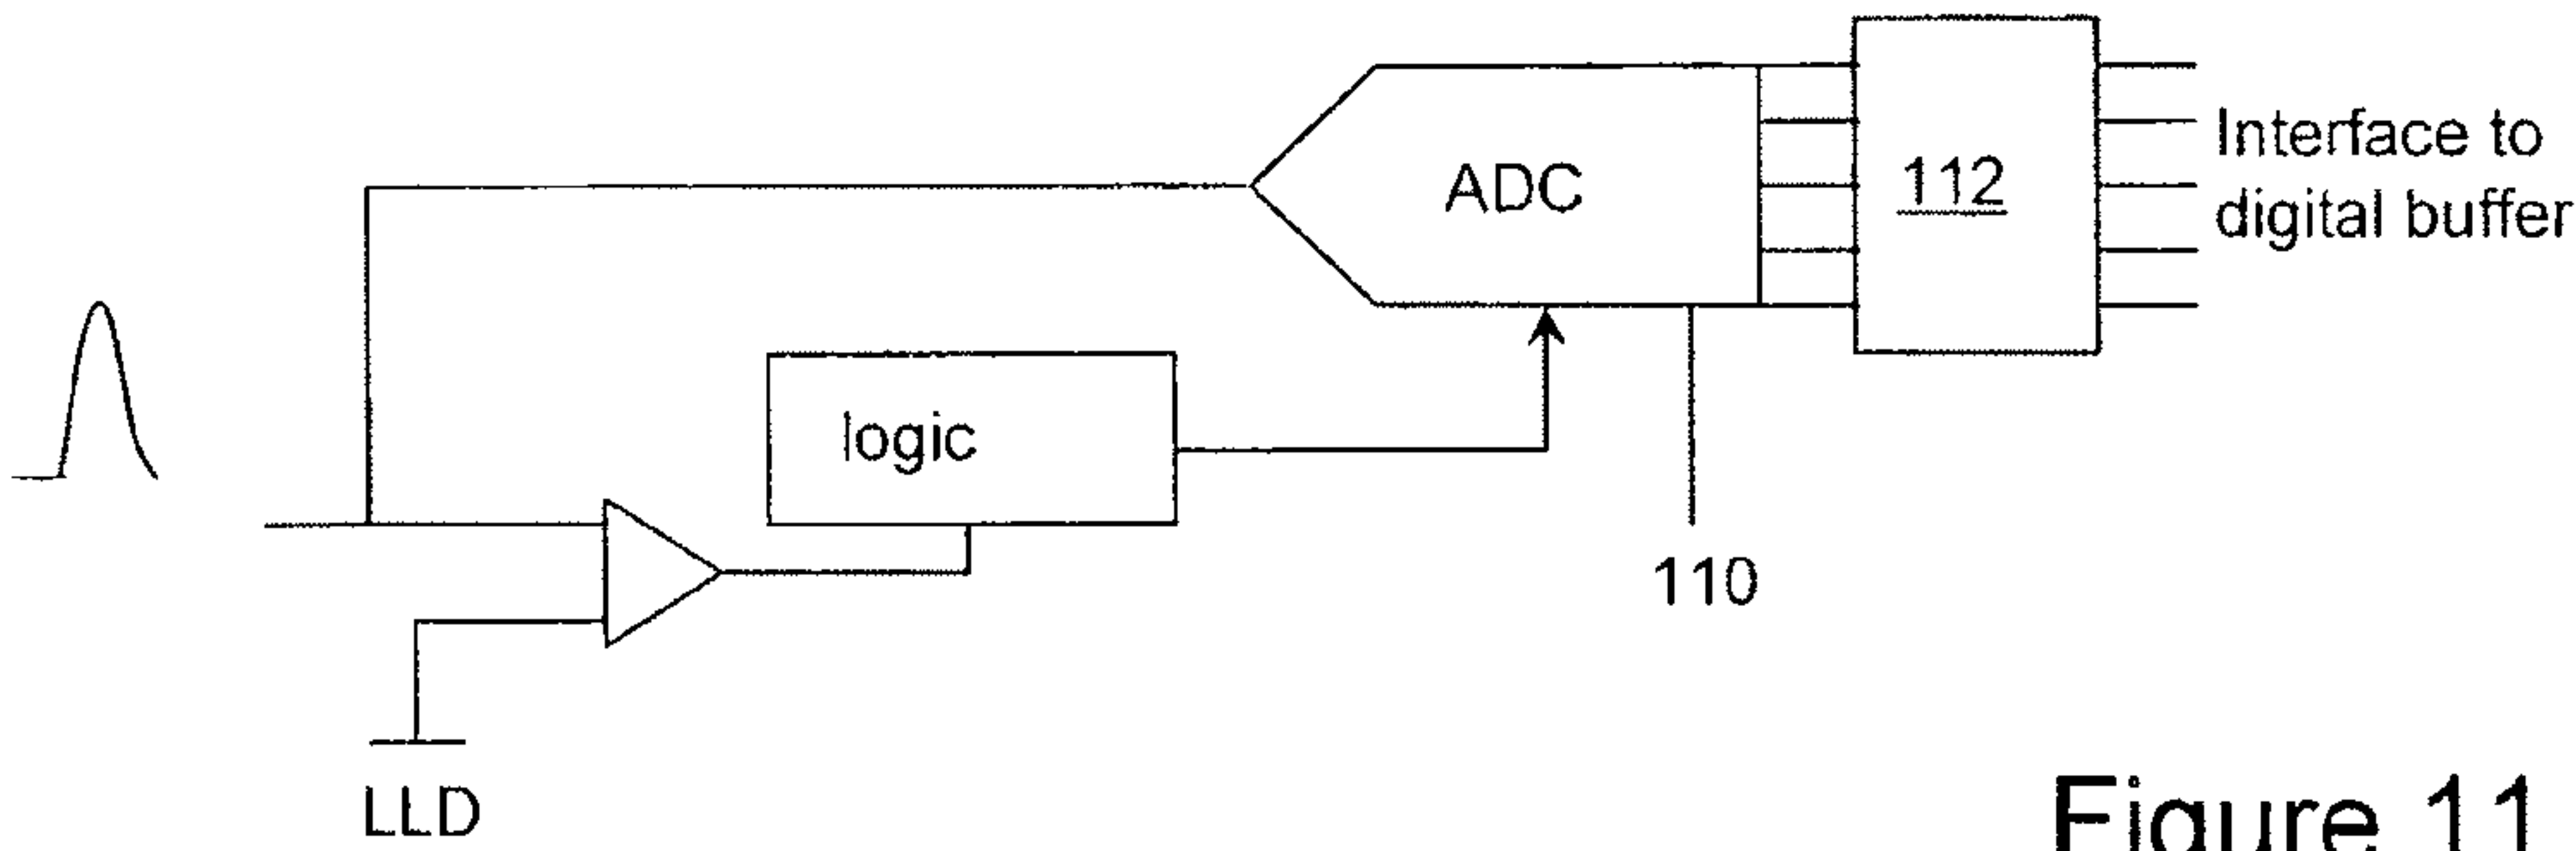 ADC
112
Interface to
digital buffer
logic
110
LLD
Figure 11